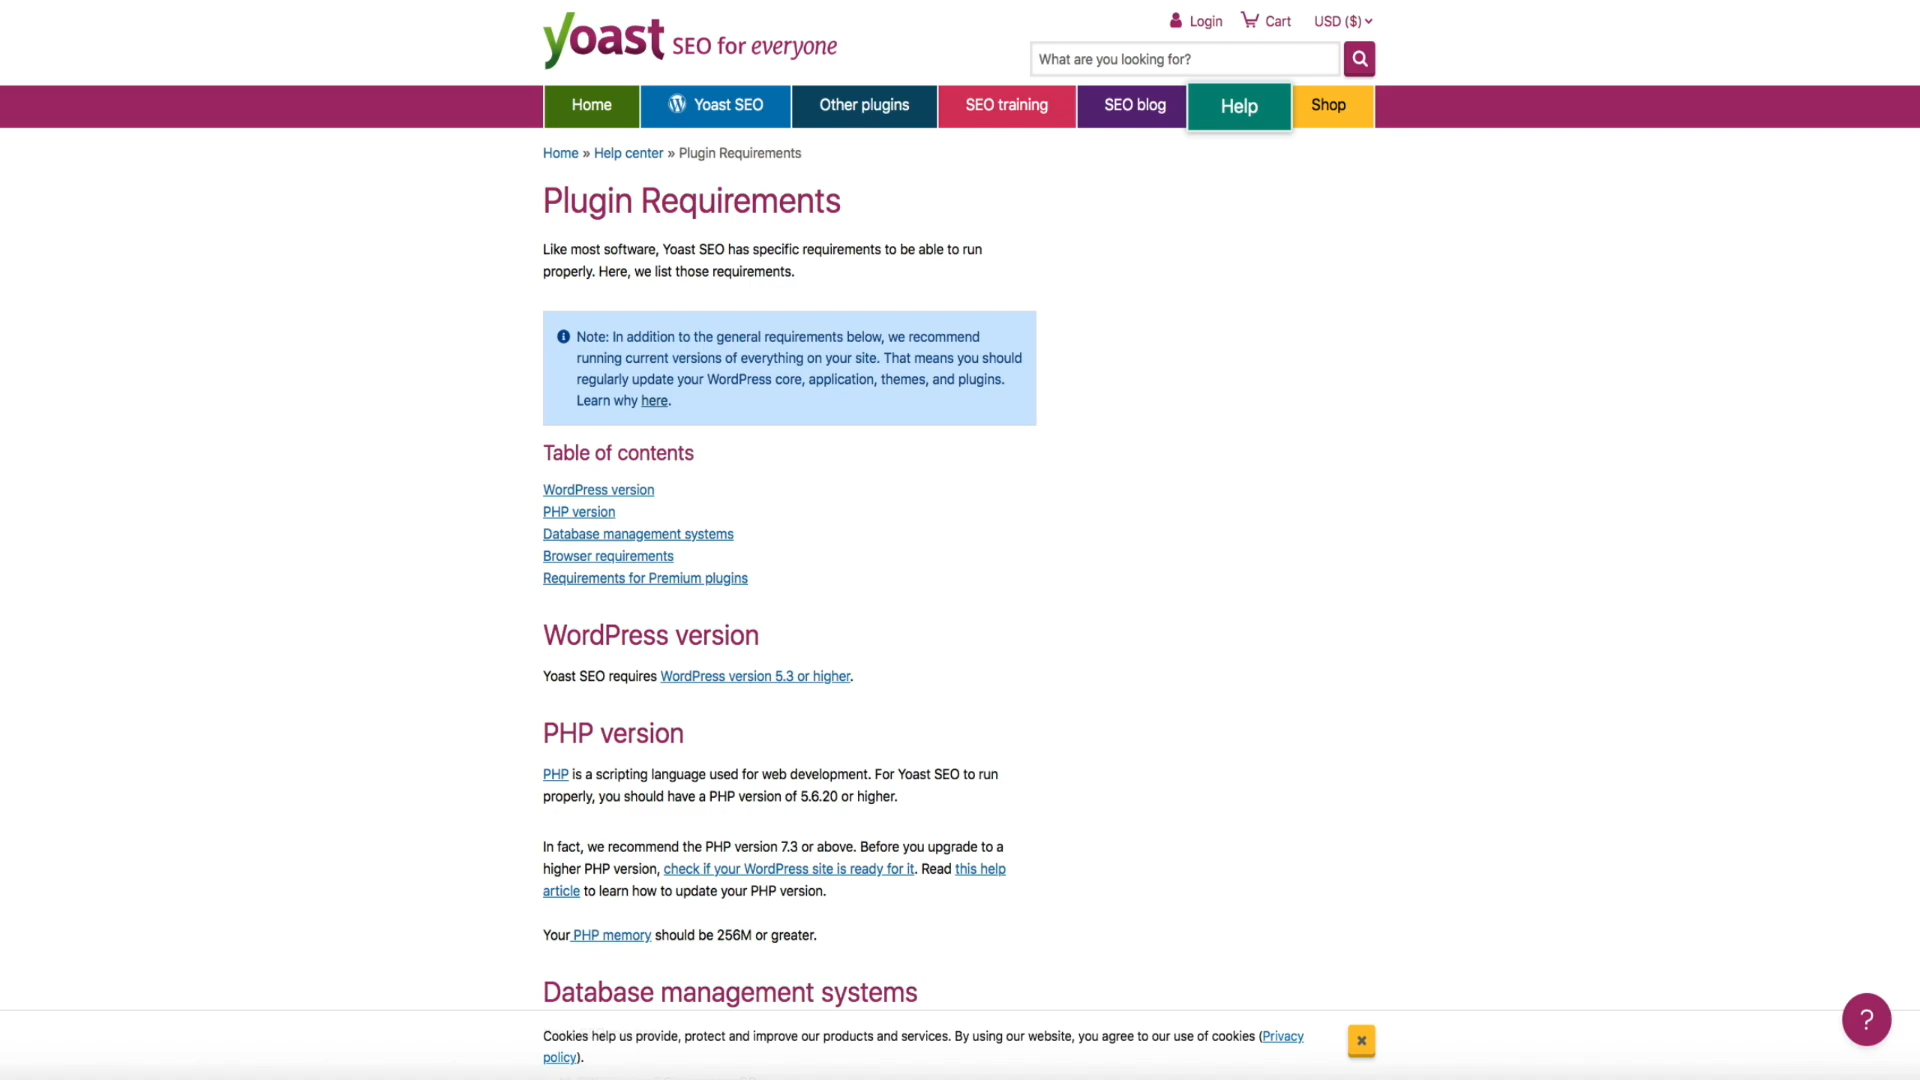 yoast SEO for everyone
Login Cart USD ($)
What are you looking for?
Home Yoast SEO Other plugins SEO training SEO blog Help Shop
Home » Help center » Plugin Requirements
Plugin Requirements
Like most software, Yoast SEO has specific requirements to be able to run
properly. Here, we list those requirements.
Note: In addition to the general requirements below, we recommend
running current versions of everything on your site. That means you should
regularly update your WordPress core, application, themes, and plugins.
Learn why here.
Table of contents
WordPress version
PHP version
Database management systems
Browser requirements
Requirements for Premium plugins
WordPress version
Yoast SEO requires WordPress version 5.3 or higher.
PHP version
PHP is a scripting language used for web development. For Yoast SEO to run
properly, you should have a PHP version of 5.6.20 or higher.
In fact, we recommend the PHP version 7.3 or above. Before you upgrade to a
higher PHP version, check if your WordPress site is ready for it. Read this help
article to learn how to update your PHP version.
Your PHP memory should be 256M or greater.
Database management systems
Cookies help us provide, protect and improve our products and services. By using our website, you agree to our use of cookies (Privacy
policy).
×
?